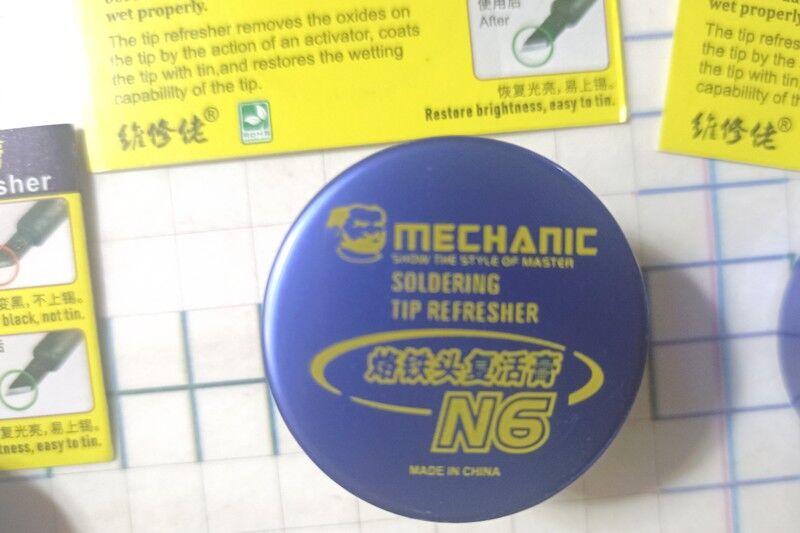 wet properly.
The tip refresher removes the oxides on
the tip by the action of an activator, coats
the tip with tin,and restores the wetting
capabillity of the tip.
维修佬®
RoHS
使用后
After
恢复光亮，易上锡。
Restore brightness, easy to tin.
wet properly
The tip refres
the tip by the
the tip with tin
capabillity of th
维修佬®
sher
变黑，不上锡。
black, not tin.
复光亮，易上锡。
tness, easy to tin.
MECHANIC
SHOW THE STYLE OF MASTER
SOLDERING
TIP REFRESHER
烙铁头复活膏
N6
MADE IN CHINA